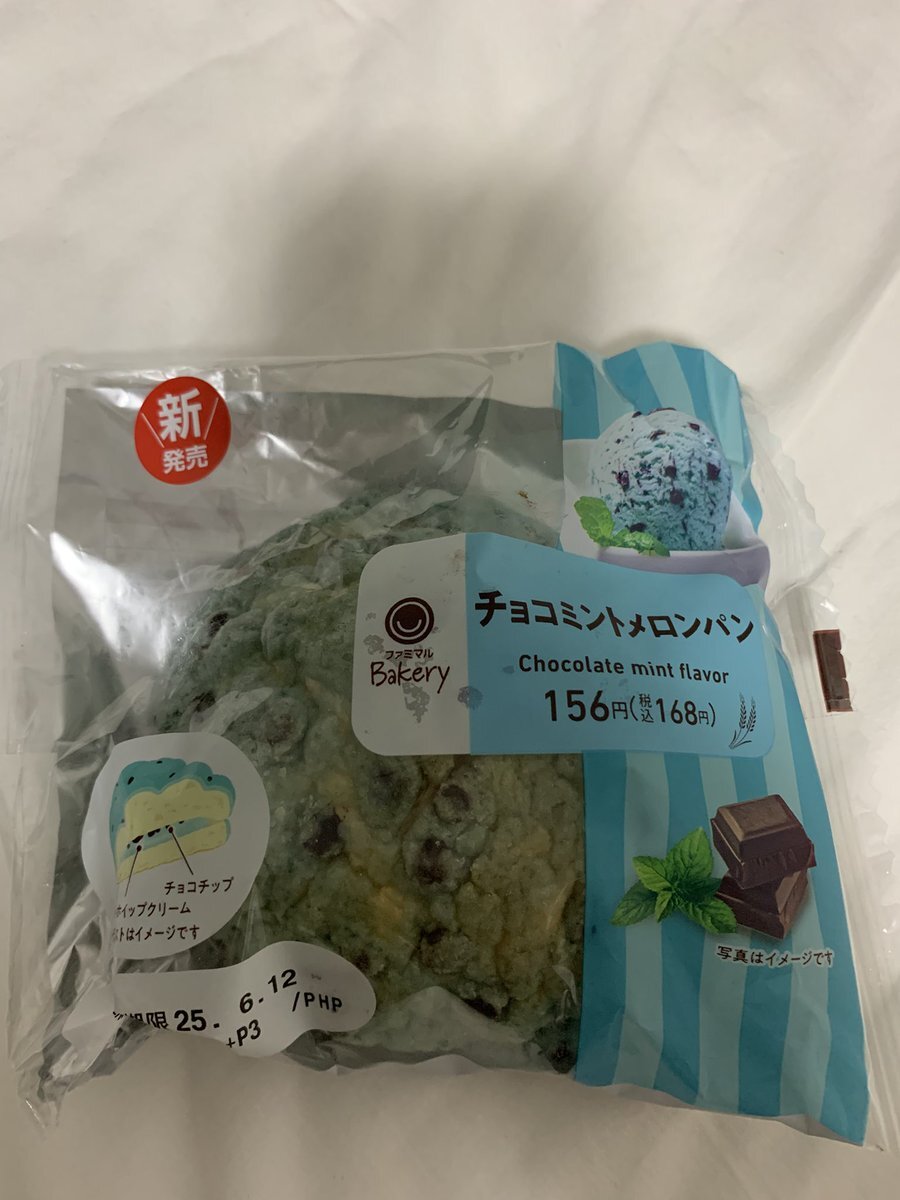 新
発売
チョコミントメロンパン
Chocolate mint flavor
156円(税込168円)
ファミマル
Bakery
チョコチップ
ホイップクリーム
ストはイメージです
期限 25. 6.12
+P3 /PHP
写真はイメージです